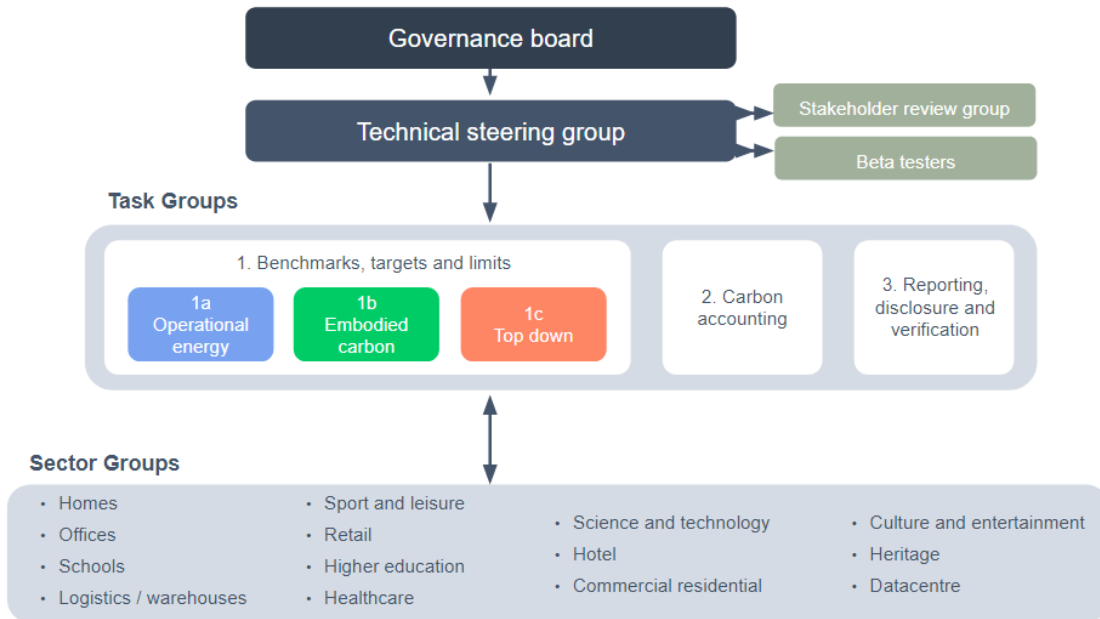 Governance board
Technical steering group
Stakeholder review group
Beta testers
Task Groups
1. Benchmarks, targets and limits
1a
Operational
energy
1b
Embodied
carbon
1c
Top down
2. Carbon
accounting
3. Reporting,
disclosure and
verification
Sector Groups
• Homes
• Offices
• Schools
• Logistics / warehouses
• Sport and leisure
• Retail
• Higher education
• Healthcare
• Science and technology
• Hotel
• Commercial residential
• Culture and entertainment
• Heritage
• Datacentre